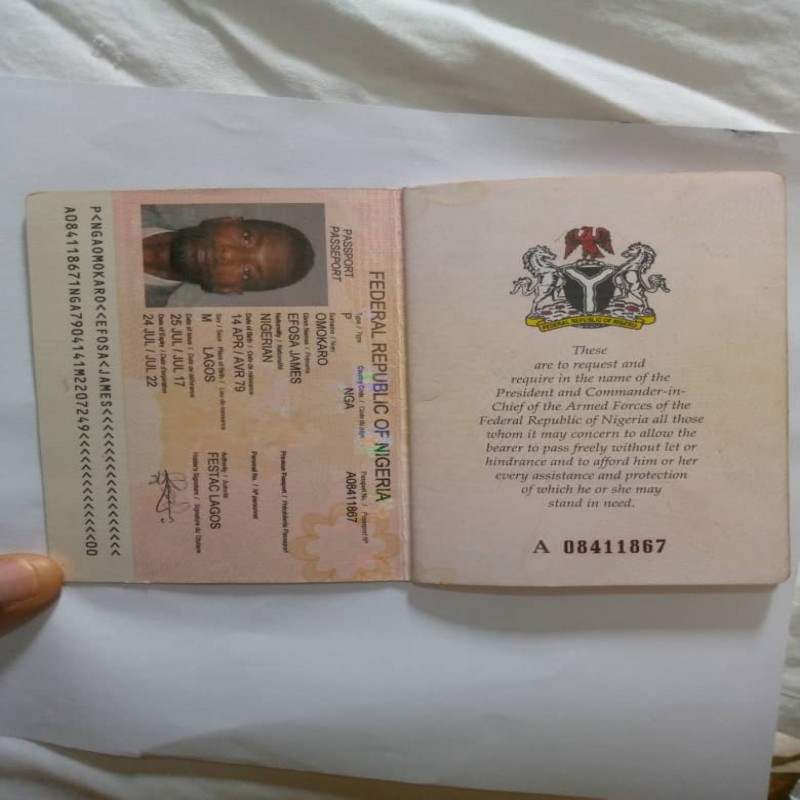 FEDERAL REPUBLIC OF NIGERIA
PASSPORT
PASSEPORT
Type / Type
Country Code / Code du pays
Passport No. / Passeport N°
P
NGA
A08411867
Surname / Nom
OMOKARO
Given Names / Prénoms
EFOSA JAMES
Nationality / Nationalité
Previous Passport / Précédente Passeport
NIGERIAN
Date of Birth / Date de naissance
Personal No. / N° personnel
14 APR / AVR 79
Sex / Sexe
Place of Birth / Lieu de naissance
Authority / Autorité
M
LAGOS
FESTAC LAGOS
Date of Issue / Date de délivrance
Holder's Signature / Signature du titulaire
25 JUL / JUL 17
Date of Expiry / Date d'expiration
24 JUL / JUL 22
P<NGAOMOKARO<<EFOSA<JAMES<<<<<<<<<<<<<<<<<<<
A084118671NGA7904141M2207249<<<<<<<<<<<<<<00
FEDERAL REPUBLIC OF NIGERIA
These
are to request and
require in the name of the
President and Commander-in-
Chief of the Armed Forces of the
Federal Republic of Nigeria all those
whom it may concern to allow the
bearer to pass freely without let or
hindrance and to afford him or her
every assistance and protection
of which he or she may
stand in need.
A 08411867